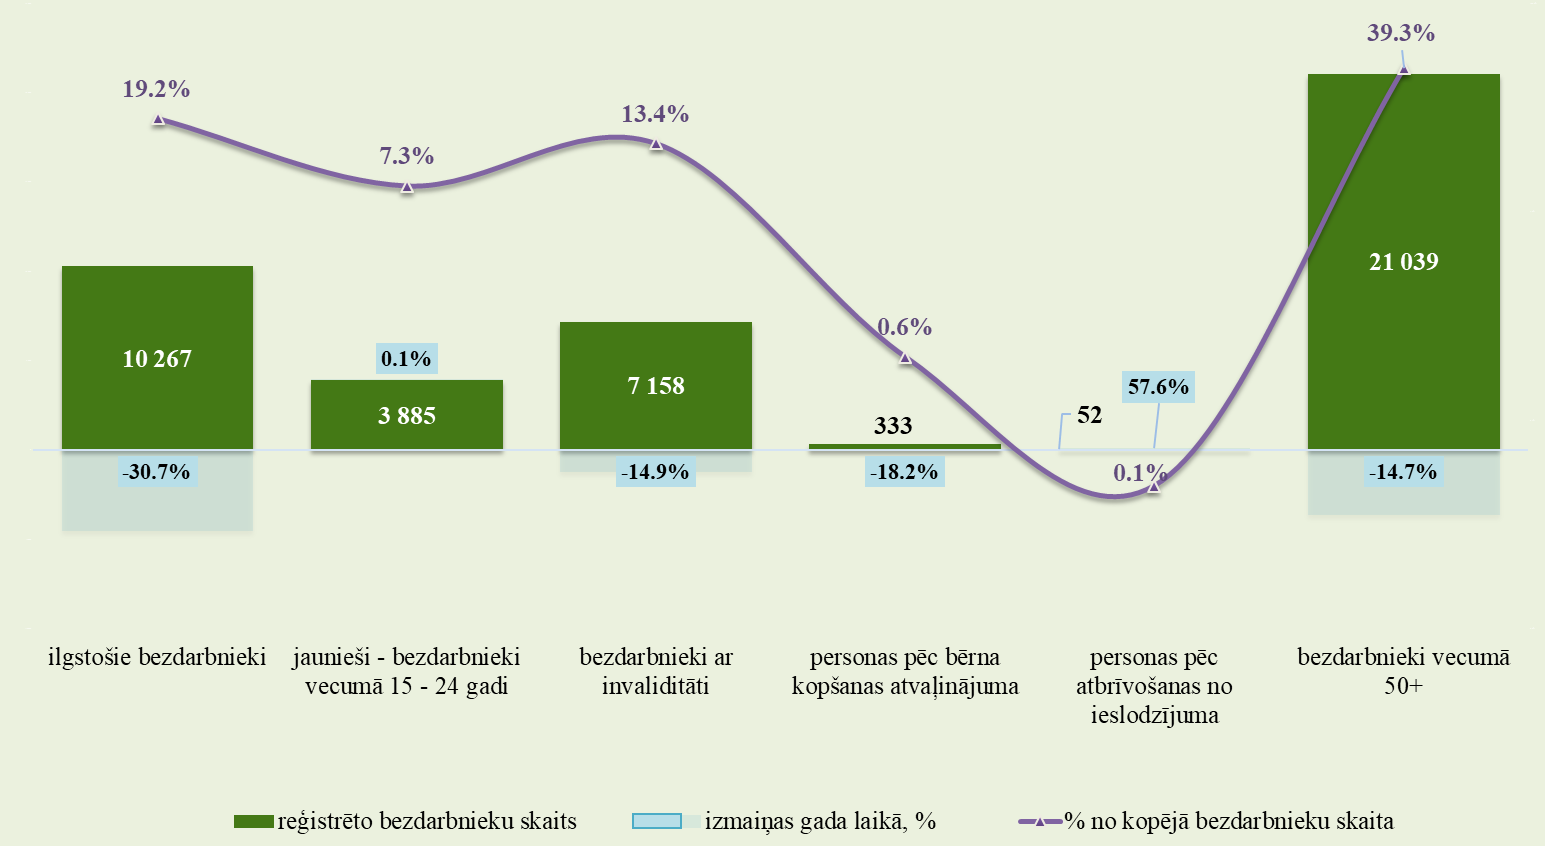 39.3%
19.2%
13.4%
7.3%
21 039
0.6%
10 267
0.1%
7 158
57.6%
3 885
333
52
-30.7%
-14.9%
-18.2%
0.1%
-14.7%
ilgstošie bezdarbnieki
jaunieši - bezdarbnieki
vecumā 15 - 24 gadi
bezdarbnieki ar
invaliditāti
personas pēc bērna
kopšanas atvaļinājuma
personas pēc
atbrīvošanas no
ieslodzījuma
bezdarbnieki vecumā
50+
reģistrēto bezdarbnieku skaits
izmaiņas gada laikā, %
% no kopējā bezdarbnieku skaita